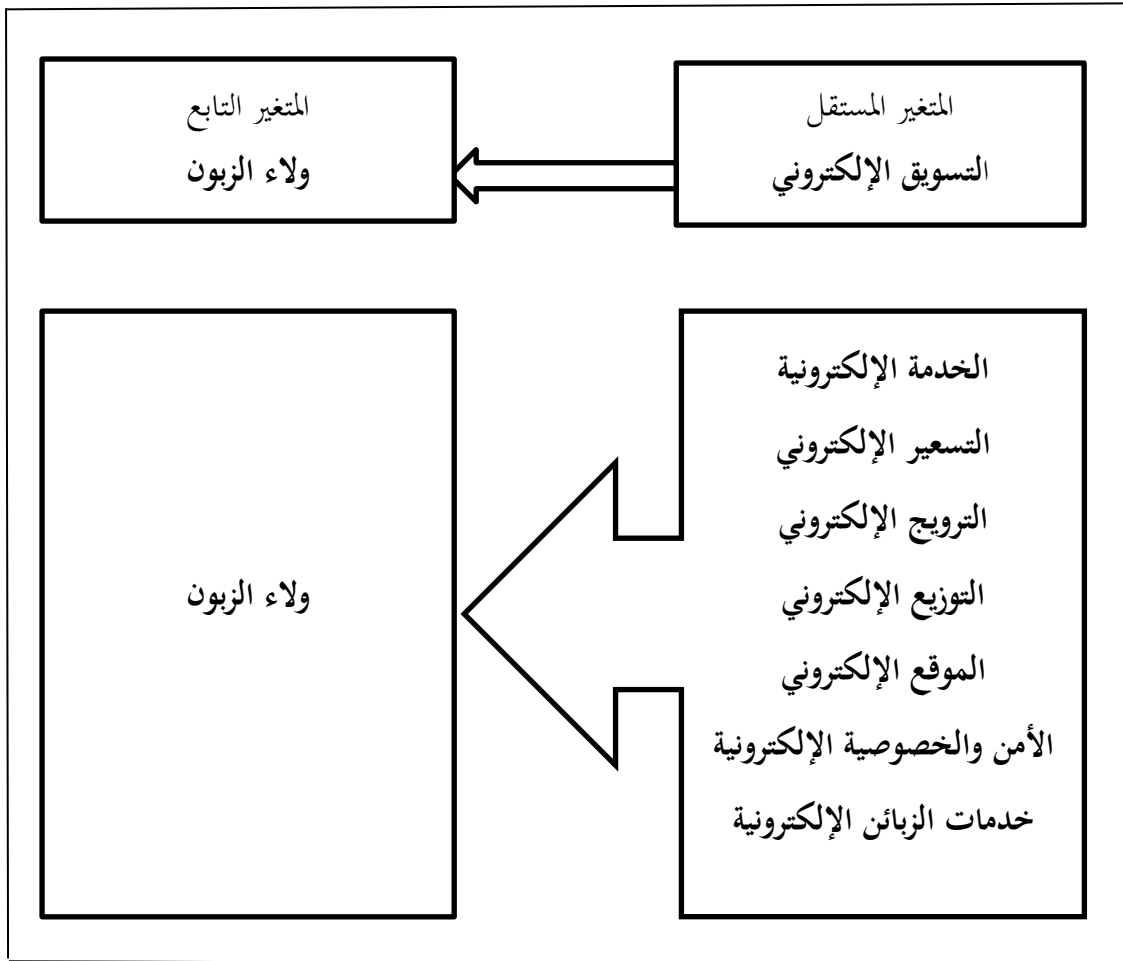 المتغير المستقل
التسويق الإلكتروني
المتغير التابع
ولاء الزبون
الخدمة الإلكترونية
التسعير الإلكتروني
الترويج الإلكتروني
التوزيع الإلكتروني
الموقع الإلكتروني
الأمن والخصوصية الإلكترونية
خدمات الزبائن الإلكترونية
ولاء الزبون